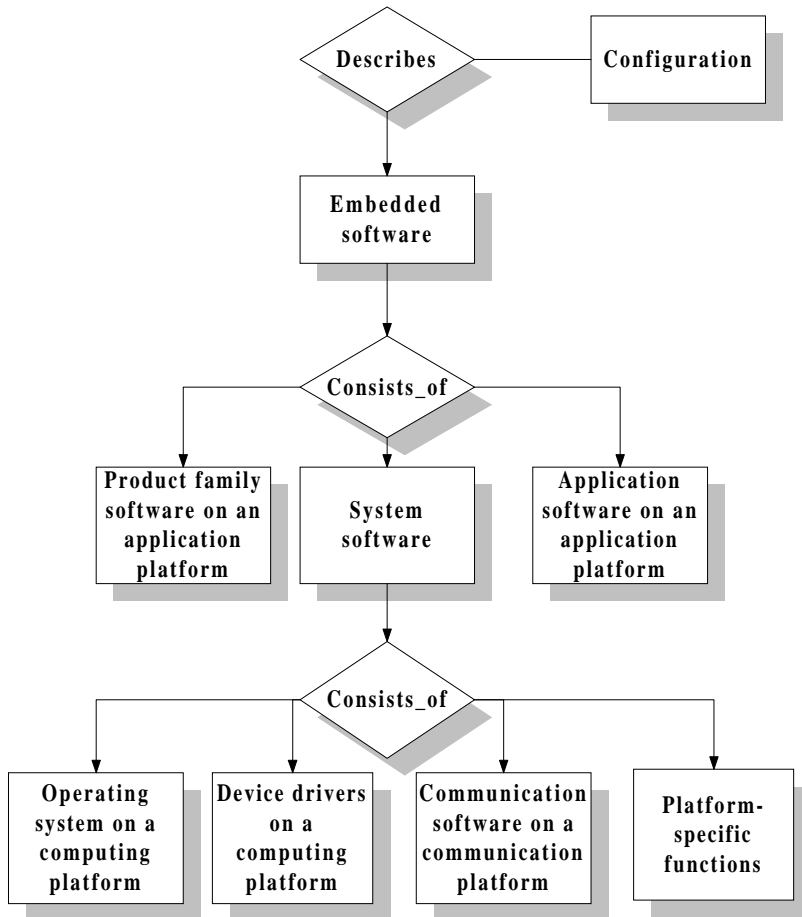 Describes
Configuration
Embedded
software
Consists_of
Product family
software on an
application
platform
System
software
Application
software on an
application
platform
Consists_of
Operating
system on a
computing
platform
Device drivers
on a
computing
platform
Communication
software on a
communication
platform
Platform-
specific
functions